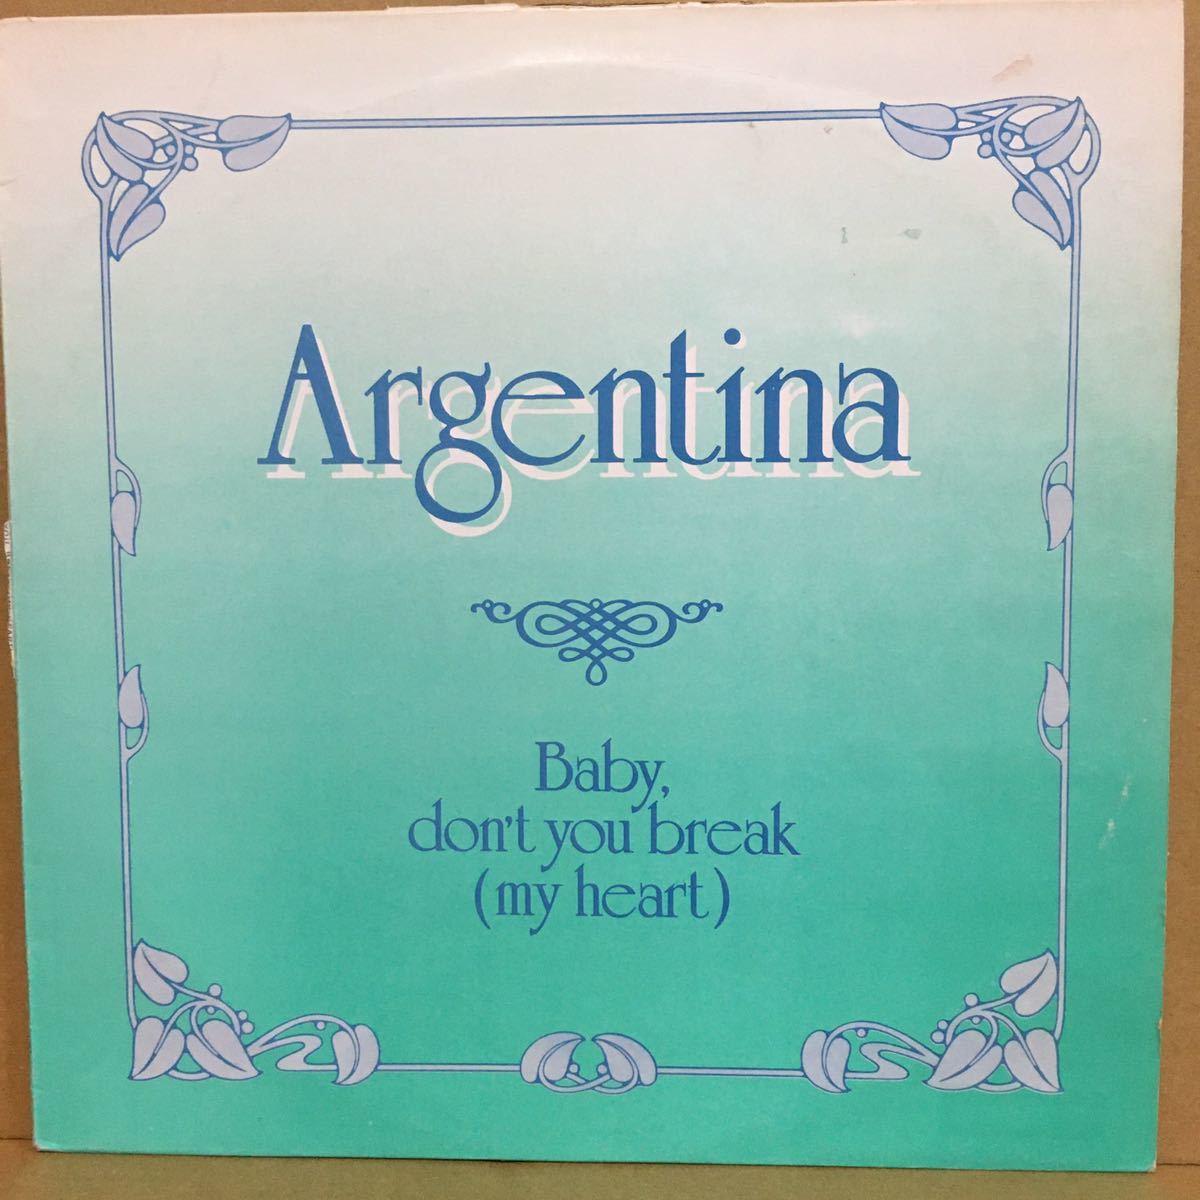 Argentina
Baby,
don't you break
(my heart)